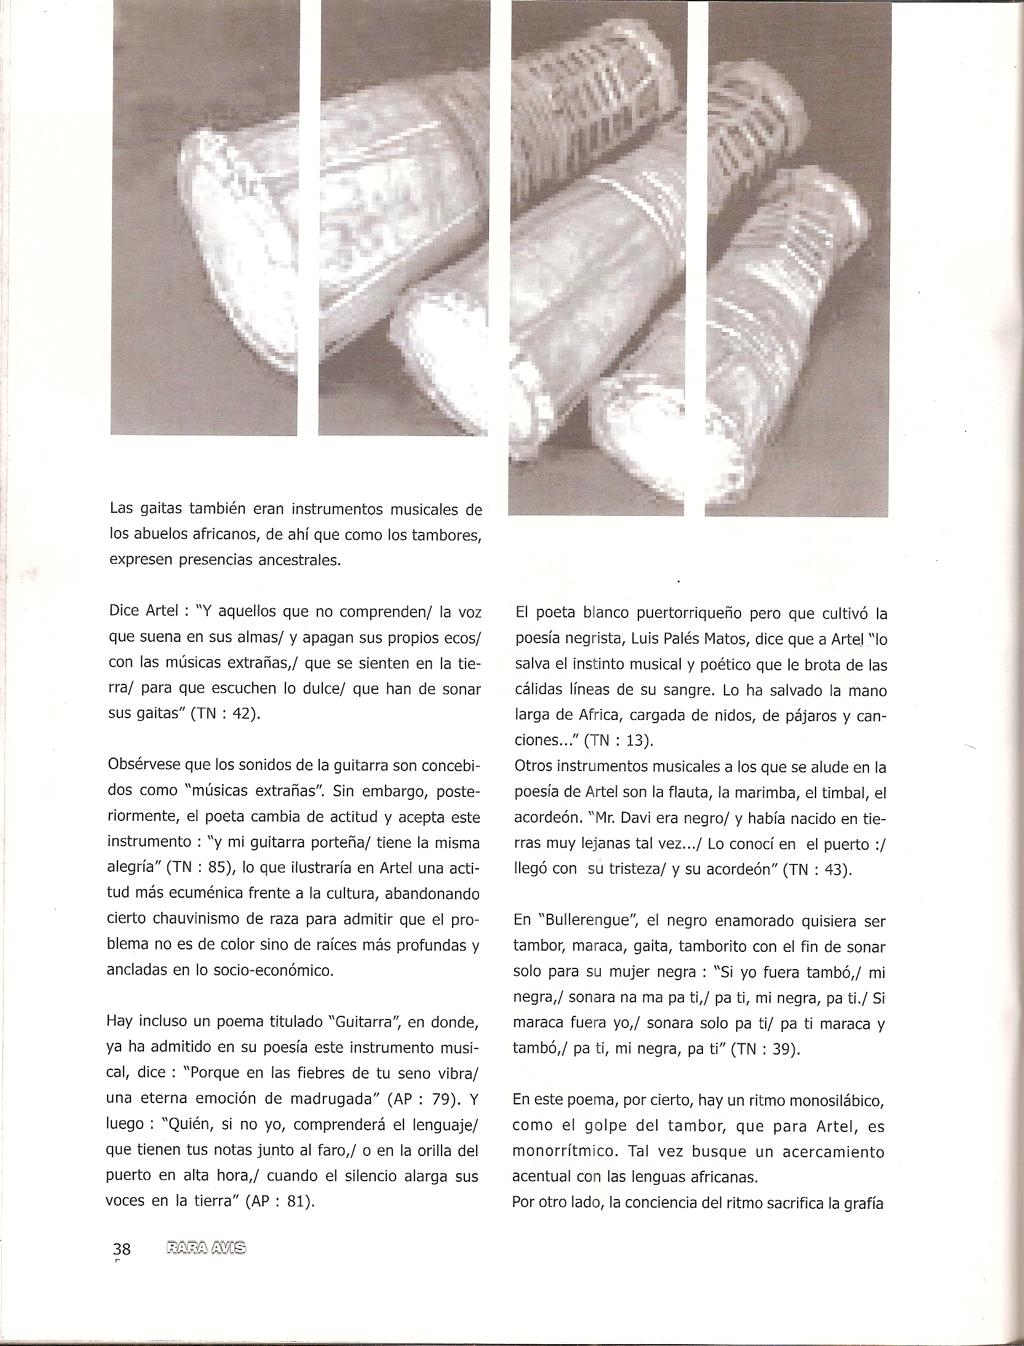 Las gaitas también eran instrumentos musicales de
los abuelos africanos, de ahí que como los tambores,
expresen presencias ancestrales.
Dice Artel : "Y aquellos que no comprenden/ la voz
que suena en sus almas/ y apagan sus propios ecos/
con las músicas extrañas,/ que se sienten en la tie-
rra/ para que escuchen lo dulce/ que han de sonar
sus gaitas" (TN : 42).
Obsérvese que los sonidos de la guitarra son concebi-
dos como "músicas extrañas". Sin embargo, poste-
riormente, el poeta cambia de actitud y acepta este
instrumento : "y mi guitarra porteña/ tiene la misma
alegría" (TN : 85), lo que ilustraría en Artel una acti-
tud más ecuménica frente a la cultura, abandonando
cierto chauvinismo de raza para admitir que el pro-
blema no es de color sino de raíces más profundas y
ancladas en lo socio-económico.
Hay incluso un poema titulado "Guitarra", en donde,
ya ha admitido en su poesía este instrumento musi-
cal, dice : "Porque en las fiebres de tu seno vibra/
una eterna emoción de madrugada" (AP : 79). Y
luego : "Quién, si no yo, comprenderá el lenguaje/
que tienen tus notas junto al faro,/ o en la orilla del
puerto en alta hora,/ cuando el silencio alarga sus
voces en la tierra" (AP : 81).
El poeta blanco puertorriqueño pero que cultivó la
poesía negrista, Luis Palés Matos, dice que a Artel "lo
salva el instinto musical y poético que le brota de las
cálidas líneas de su sangre. Lo ha salvado la mano
larga de Africa, cargada de nidos, de pájaros y can-
ciones..." (TN : 13).
Otros instrumentos musicales a los que se alude en la
poesía de Artel son la flauta, la marimba, el timbal, el
acordeón. "Mr. Davi era negro/ y había nacido en tie-
rras muy lejanas tal vez.../ Lo conocí en el puerto :/
llegó con su tristeza/ y su acordeón" (TN : 43).
En "Bullerengue", el negro enamorado quisiera ser
tambor, maraca, gaita, tamborito con el fin de sonar
solo para su mujer negra : "Si yo fuera tambó,/ mi
negra,/ sonara na ma pa ti,/ pa ti, mi negra, pa ti./ Si
maraca fuera yo,/ sonara solo pa ti/ pa ti maraca y
tambó,/ pa ti, mi negra, pa ti" (TN : 39).
En este poema, por cierto, hay un ritmo monosilábico,
como el golpe del tambor, que para Artel, es
monorrítmico. Tal vez busque un acercamiento
acentual con las lenguas africanas.
Por otro lado, la conciencia del ritmo sacrifica la grafía
38 RARA AVIS